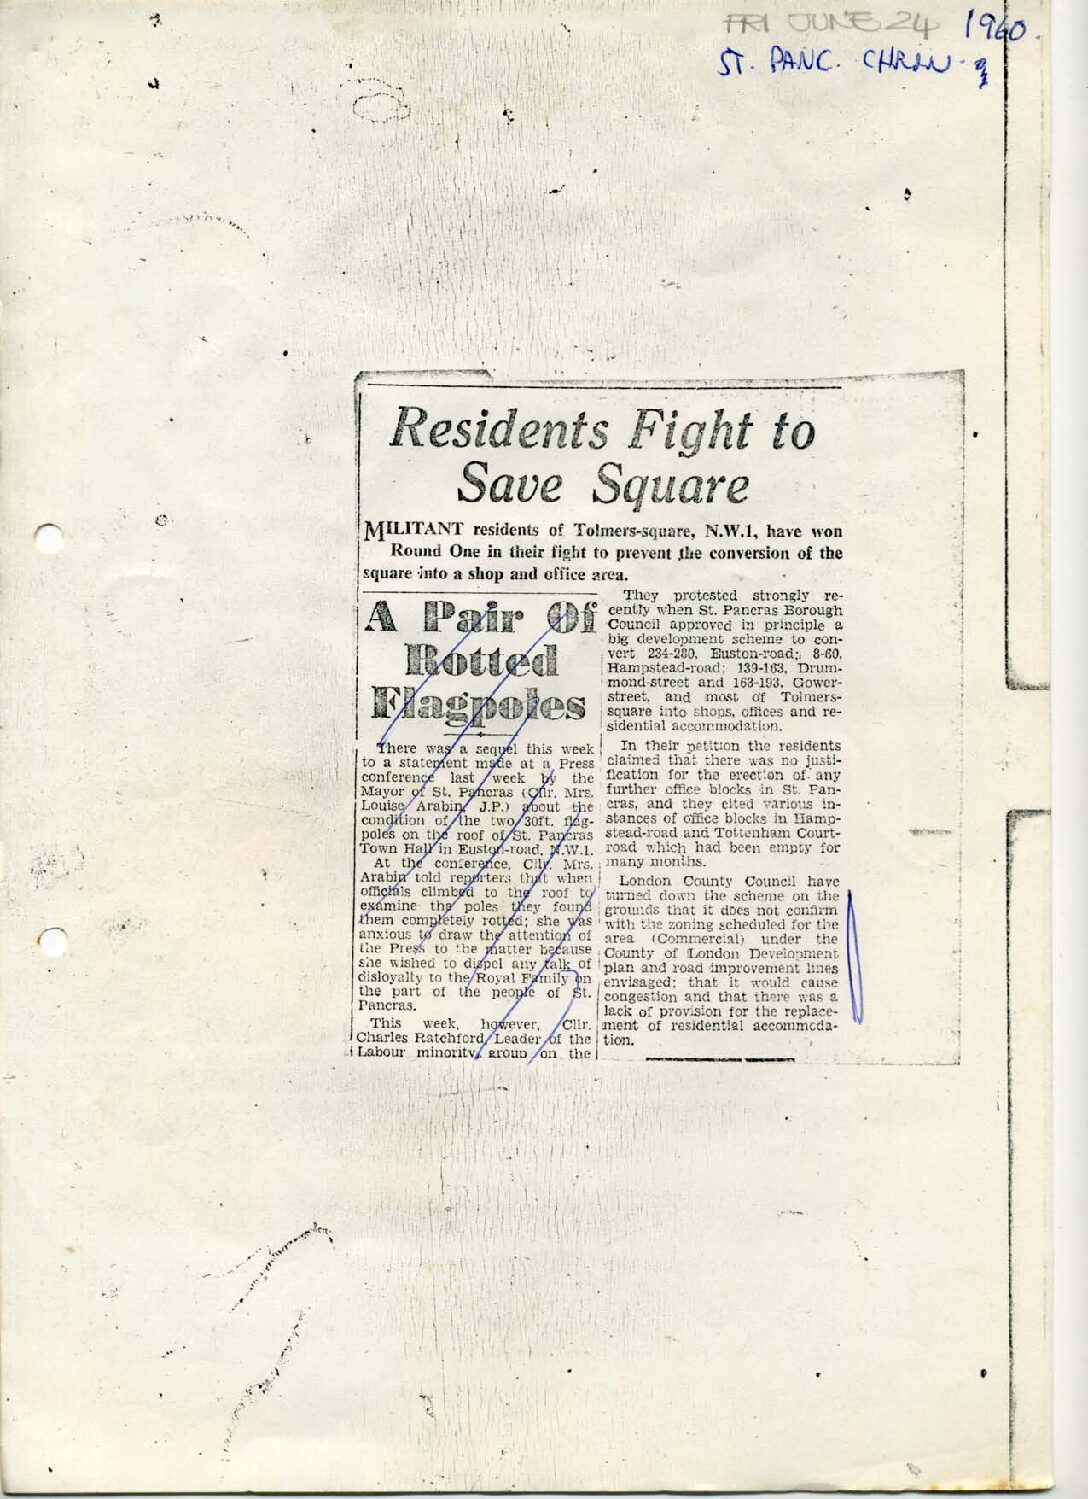 FRI JUNE 24 1960.
ST. PANC. CHRON.
Residents Fight to
Save Square
MILITANT residents of Tolmers-square, N.W.1, have won
Round One in their fight to prevent the conversion of the
square into a shop and office area.
A Pair Of
Rotted
Flagpoles
There was a sequel this week
to a statement made at a Press
conference last week by the
Mayor of St. Pancras (Cllr. Mrs.
Louise Arabin, J.P.) about the
condition of the two 30ft. flag-
poles on the roof of St. Pancras
Town Hall in Euston-road, N.W.1.
At the conference, Cllr. Mrs.
Arabin told reporters that when
officials climbed to the roof to
examine the poles they found
them completely rotted; she was
anxious to draw the attention of
the Press to the matter because
she wished to dispel any talk of
disloyalty to the Royal Family on
the part of the people of St.
Pancras.
This week, however, Cllr.
Charles Ratchford, Leader of the
Labour minority group on the
They protested strongly re-
cently when St. Pancras Borough
Council approved in principle a
big development scheme to con-
vert 234-280, Euston-road; 8-60,
Hampstead-road; 139-163, Drum-
mond-street and 163-193, Gower-
street, and most of Tolmers-
square into shops, offices and re-
sidential accommodation.
In their petition the residents
claimed that there was no justi-
fication for the erection of any
further office blocks in St. Pan-
cras, and they cited various in-
stances of office blocks in Hamp-
stead-road and Tottenham Court-
road which had been empty for
many months.
London County Council have
turned down the scheme on the
grounds that it does not confirm
with the zoning scheduled for the
area (Commercial) under the
County of London Development
plan and road improvement lines
envisaged; that it would cause
congestion and that there was a
lack of provision for the replace-
ment of residential accommoda-
tion.